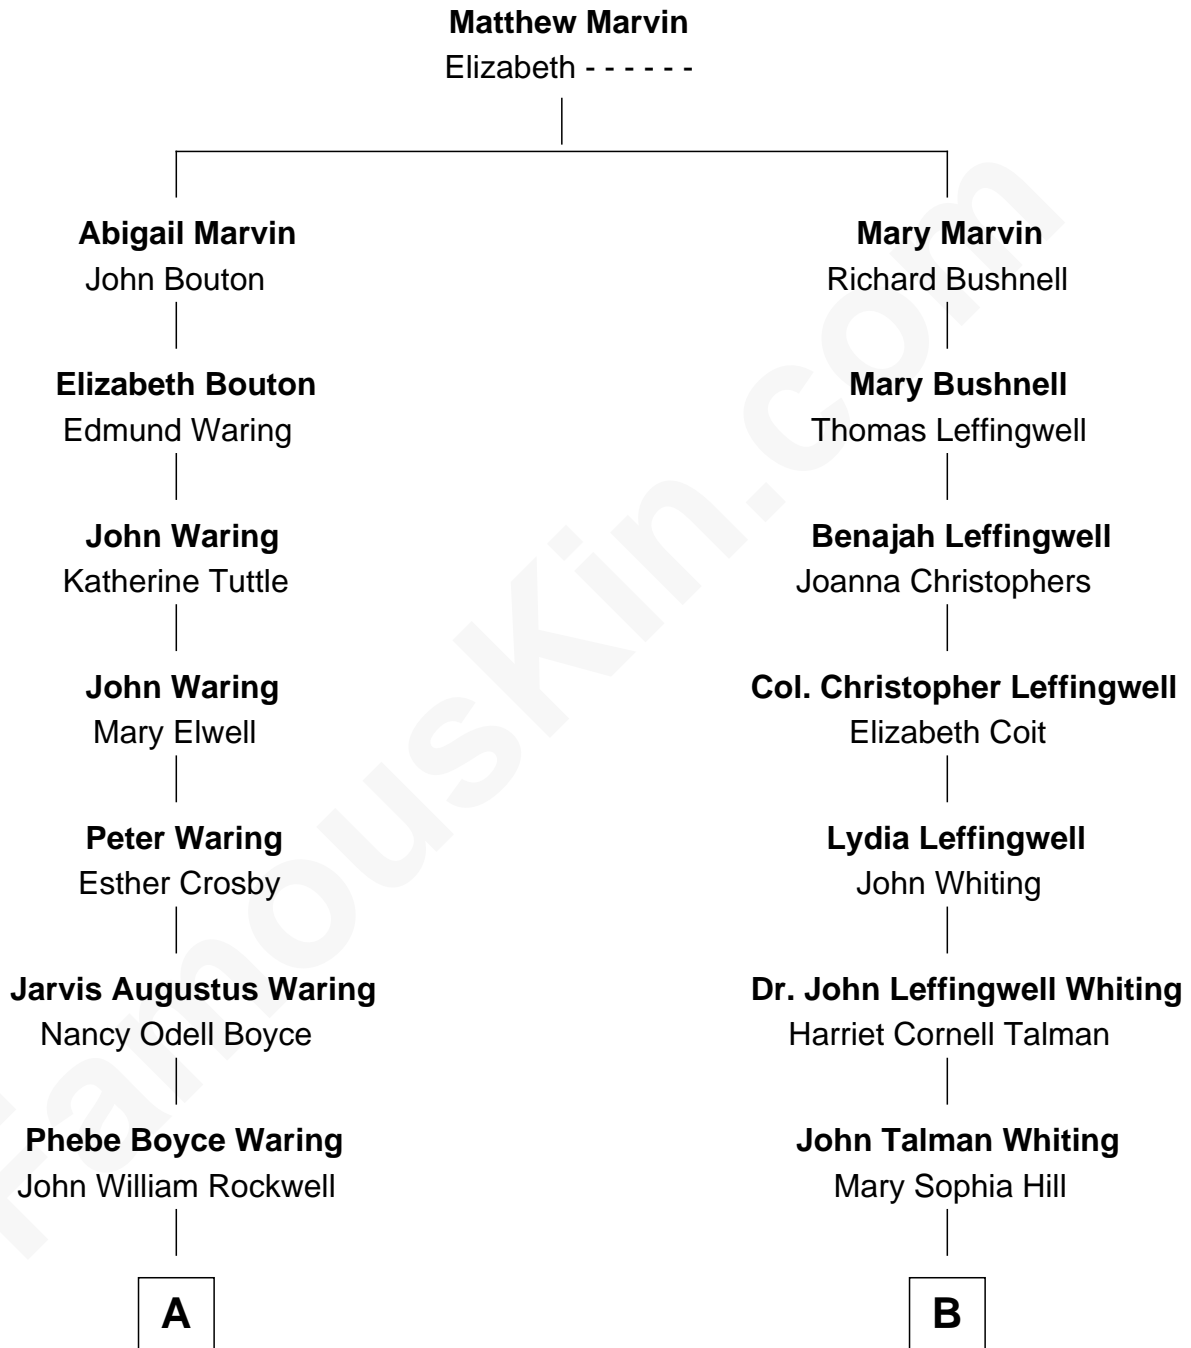 Matthew Marvin
Elizabeth - - - - - -
Abigail Marvin
John Bouton
Mary Marvin
Richard Bushnell
Elizabeth Bouton
Edmund Waring
Mary Bushnell
Thomas Leffingwell
John Waring
Katherine Tuttle
Benajah Leffingwell
Joanna Christophers
John Waring
Mary Elwell
Col. Christopher Leffingwell
Elizabeth Coit
Peter Waring
Esther Crosby
Lydia Leffingwell
John Whiting
Jarvis Augustus Waring
Nancy Odell Boyce
Dr. John Leffingwell Whiting
Harriet Cornell Talman
Phebe Boyce Waring
John William Rockwell
John Talman Whiting
Mary Sophia Hill
A
B
FamousKin.com